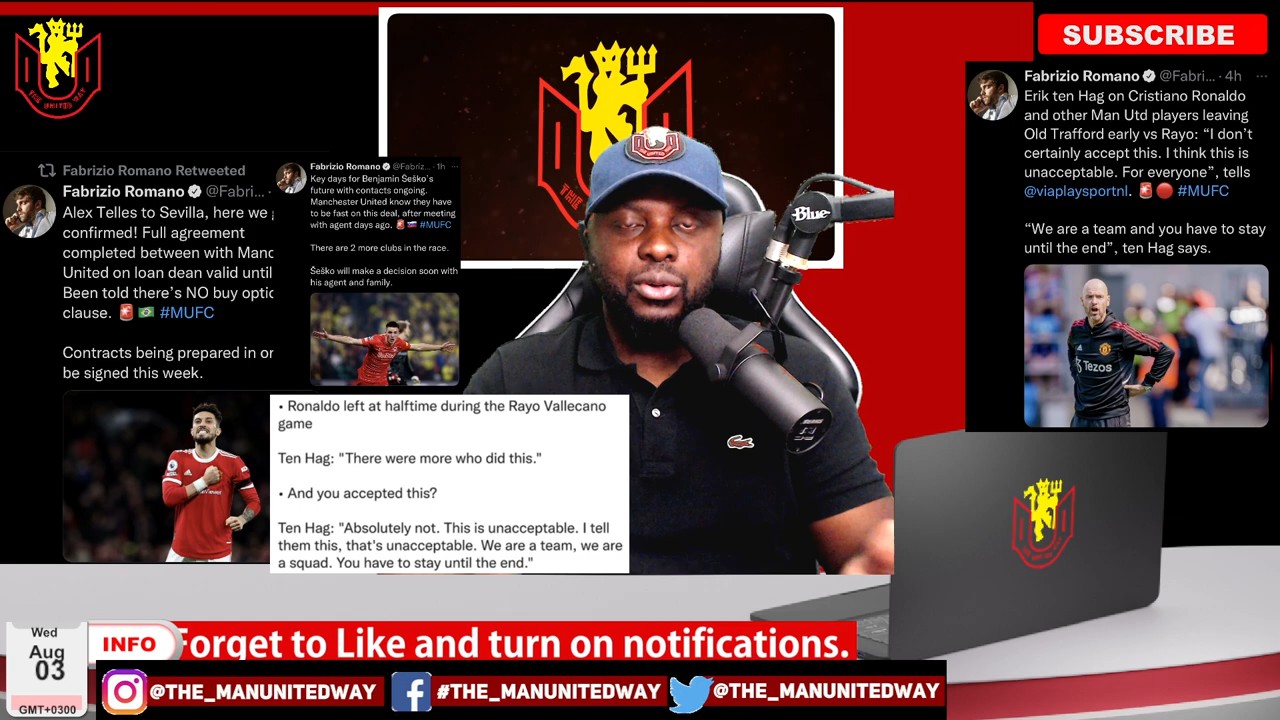 THE UNITED WAY
Fabrizio Romano Retweeted
Fabrizio Romano @Fabri... ·
Alex Telles to Sevilla, here we
confirmed! Full agreement
completed between with Manc
United on loan dean valid until
Been told there's NO buy optic
clause. 🚨🇧🇷 #MUFC
Contracts being prepared in or
be signed this week.
Fabrizio Romano @Fabriz... · 1h ...
Key days for Benjamin Šeško's
future with contacts ongoing.
Manchester United know they have
to be fast on this deal, after meeting
with agent days ago. 🚨🇸🇮 #MUFC
There are 2 more clubs in the race.
Šeško will make a decision soon with
his agent and family.
• Ronaldo left at halftime during the Rayo Vallecano
game
Ten Hag: "There were more who did this."
• And you accepted this?
Ten Hag: "Absolutely not. This is unacceptable. I tell
them this, that's unacceptable. We are a team, we are
a squad. You have to stay until the end."
THE
Blue
SUBSCRIBE
Fabrizio Romano @Fabri... · 4h ...
Erik ten Hag on Cristiano Ronaldo
and other Man Utd players leaving
Old Trafford early vs Rayo: “I don’t
certainly accept this. I think this is
unacceptable. For everyone”, tells
@viaplaysportnl. 🚨🔴 #MUFC
“We are a team and you have to stay
until the end”, ten Hag says.
Tezos
Wed
Aug
03
GMT+0300
INFO
Forget to Like and turn on notifications.
@THE_MANUNITEDWAY
#THE_MANUNITEDWAY
@THE_MANUNITEDWAY